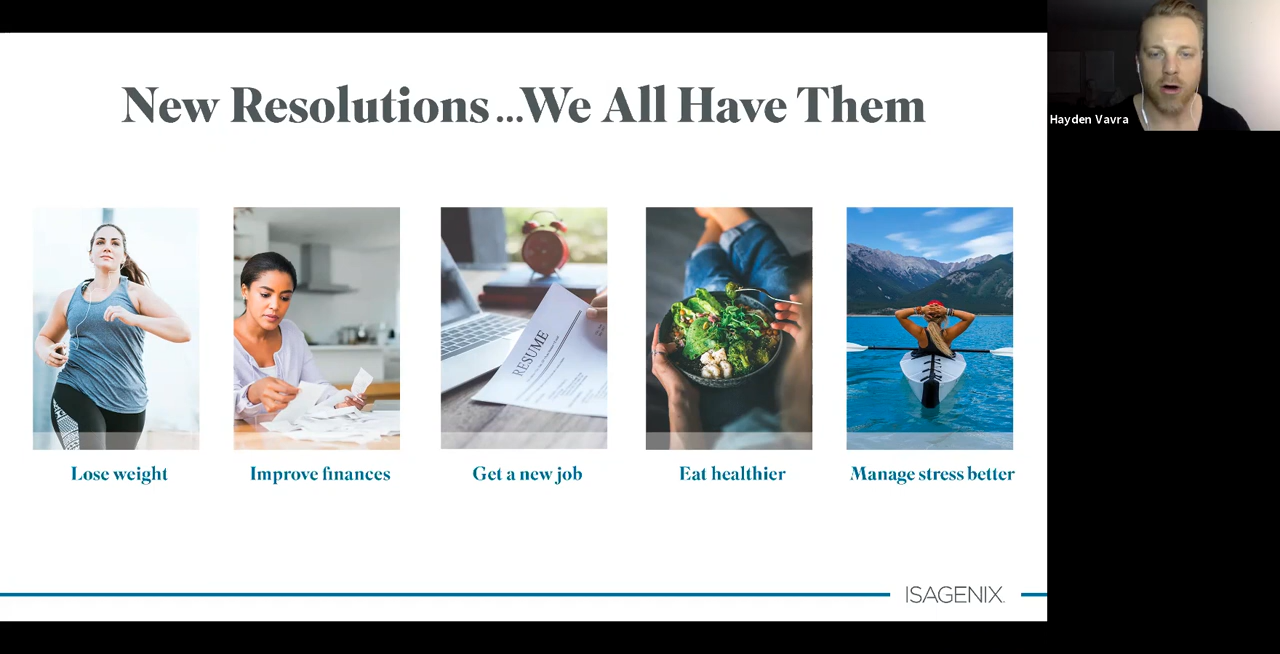 New Resolutions...We All Have Them
Hayden Vavra
RESUME
Lose weight
Improve finances
Get a new job
Eat healthier
Manage stress better
ISAGENIX.